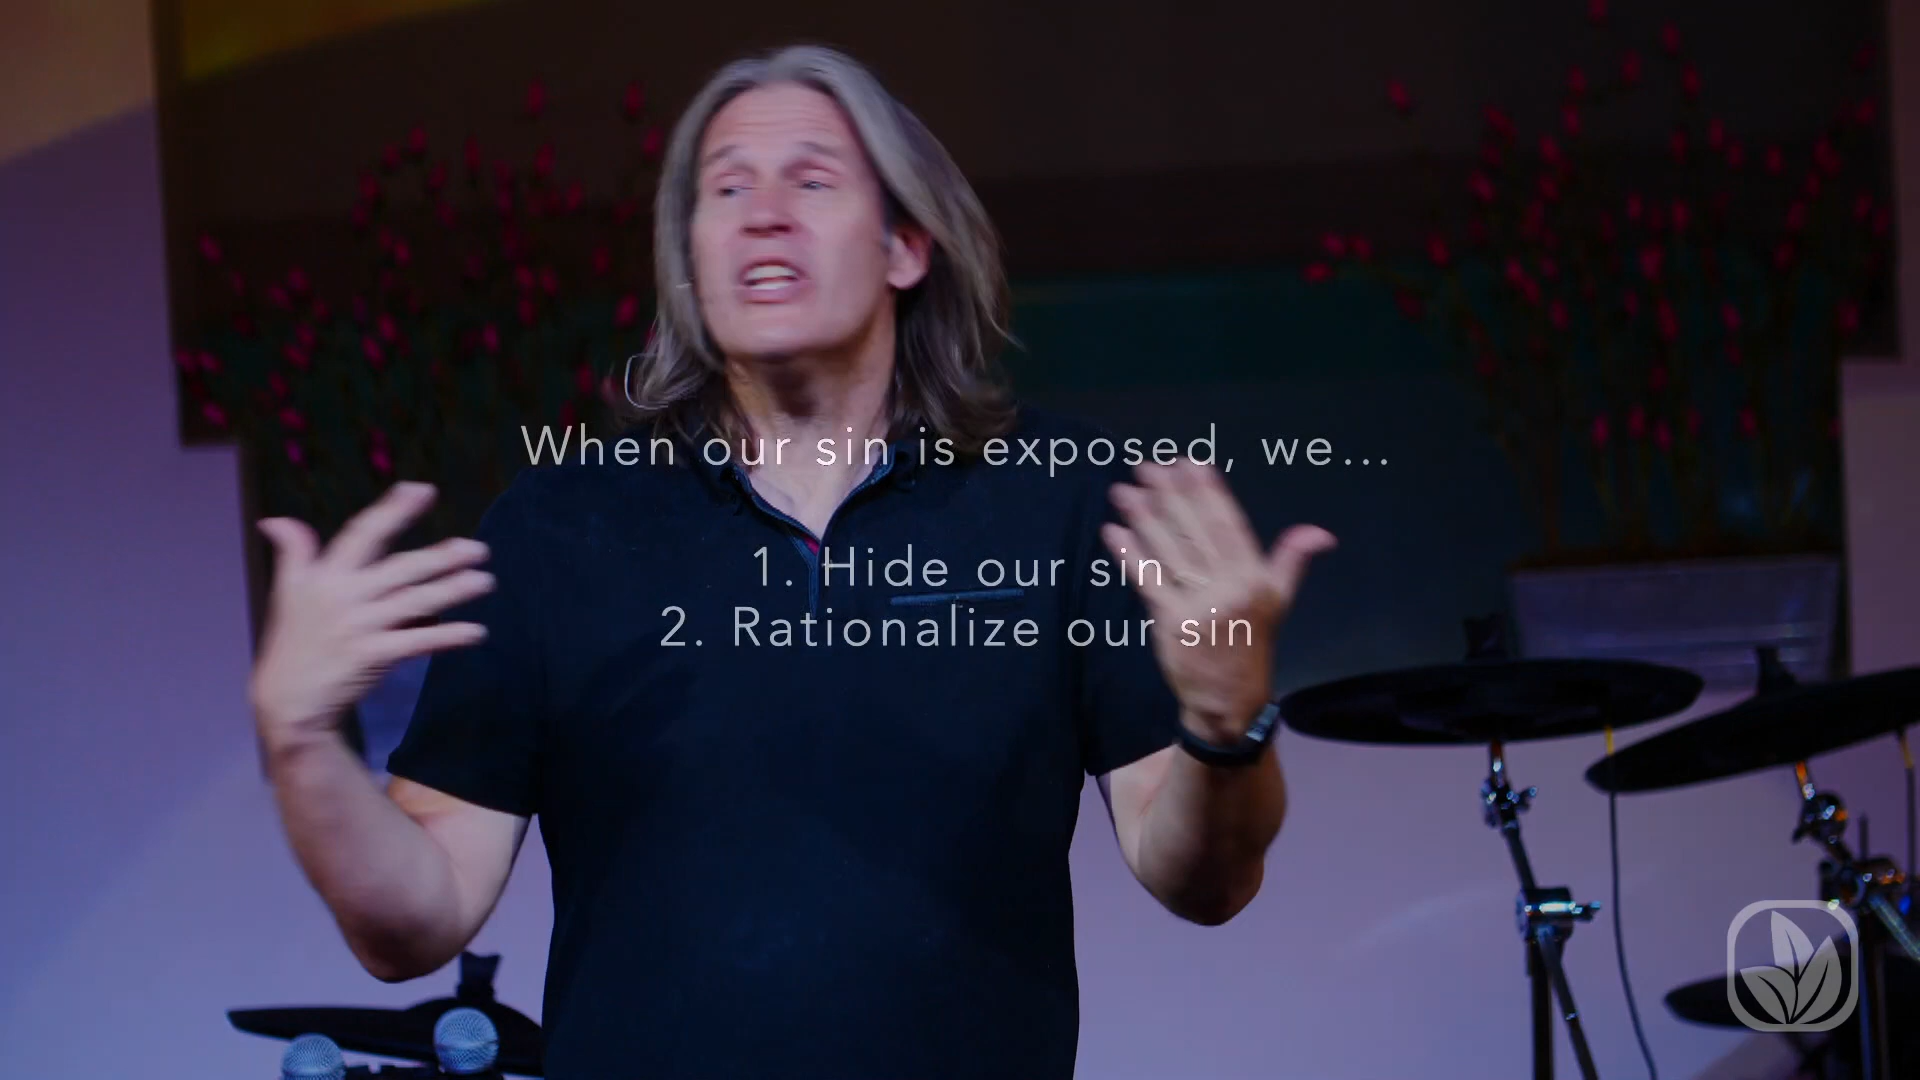 When our sin is exposed, we...
1. Hide our sin
2. Rationalize our sin